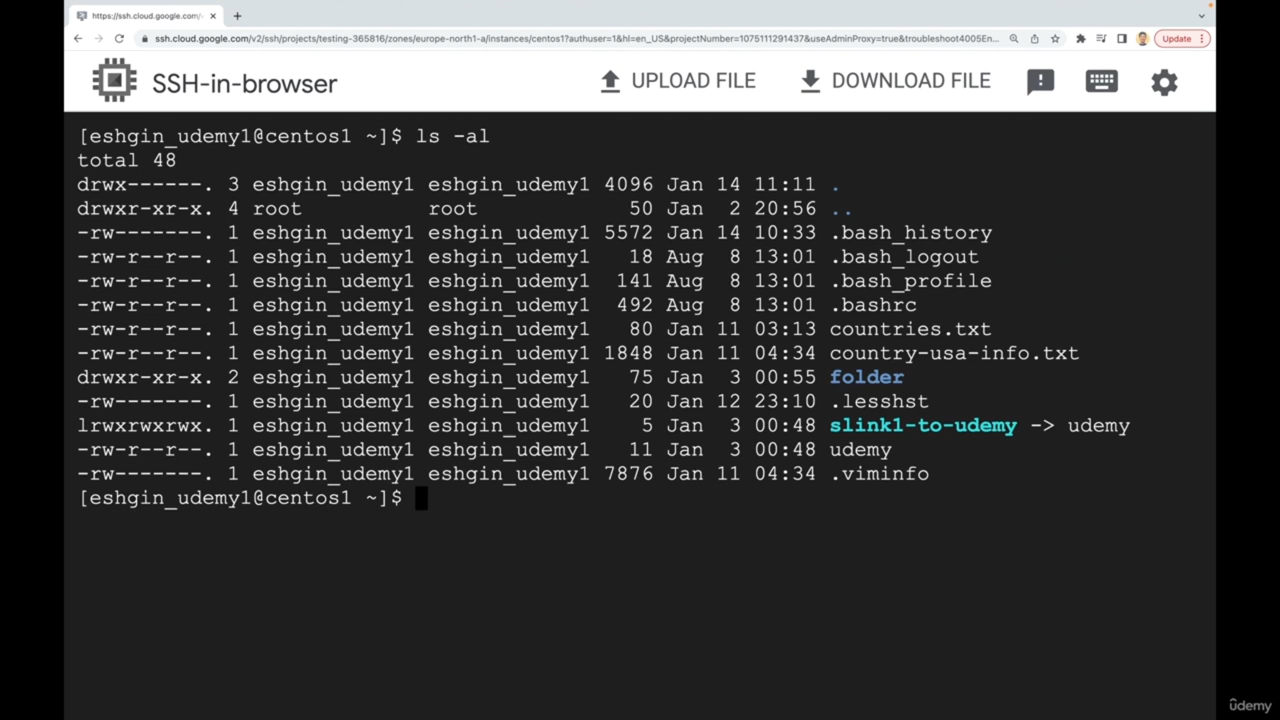 https://ssh.cloud.google.com/v
ssh.cloud.google.com/v2/ssh/projects/testing-365816/zones/europe-north1-a/instances/centos1?authuser=1&hl=en_US&projectNumber=1075111291437&useAdminProxy=true&troubleshoot4005En...
Update
SSH-in-browser
UPLOAD FILE
DOWNLOAD FILE
[eshgin_udemy1@centos1 ~]$ ls -al
total 48
drwx------. 3 eshgin_udemy1 eshgin_udemy1 4096 Jan 14 11:11 .
drwxr-xr-x. 4 root          root            50 Jan  2 20:56 ..
-rw-------. 1 eshgin_udemy1 eshgin_udemy1 5572 Jan 14 10:33 .bash_history
-rw-r--r--. 1 eshgin_udemy1 eshgin_udemy1   18 Aug  8 13:01 .bash_logout
-rw-r--r--. 1 eshgin_udemy1 eshgin_udemy1  141 Aug  8 13:01 .bash_profile
-rw-r--r--. 1 eshgin_udemy1 eshgin_udemy1  492 Aug  8 13:01 .bashrc
-rw-r--r--. 1 eshgin_udemy1 eshgin_udemy1   80 Jan 11 03:13 countries.txt
-rw-r--r--. 1 eshgin_udemy1 eshgin_udemy1 1848 Jan 11 04:34 country-usa-info.txt
drwxr-xr-x. 2 eshgin_udemy1 eshgin_udemy1   75 Jan  3 00:55 folder
-rw-------. 1 eshgin_udemy1 eshgin_udemy1   20 Jan 12 23:10 .lesshst
lrwxrwxrwx. 1 eshgin_udemy1 eshgin_udemy1    5 Jan  3 00:48 slink1-to-udemy -> udemy
-rw-r--r--. 1 eshgin_udemy1 eshgin_udemy1   11 Jan  3 00:48 udemy
-rw-------. 1 eshgin_udemy1 eshgin_udemy1 7876 Jan 11 04:34 .viminfo
[eshgin_udemy1@centos1 ~]$
ûdemy